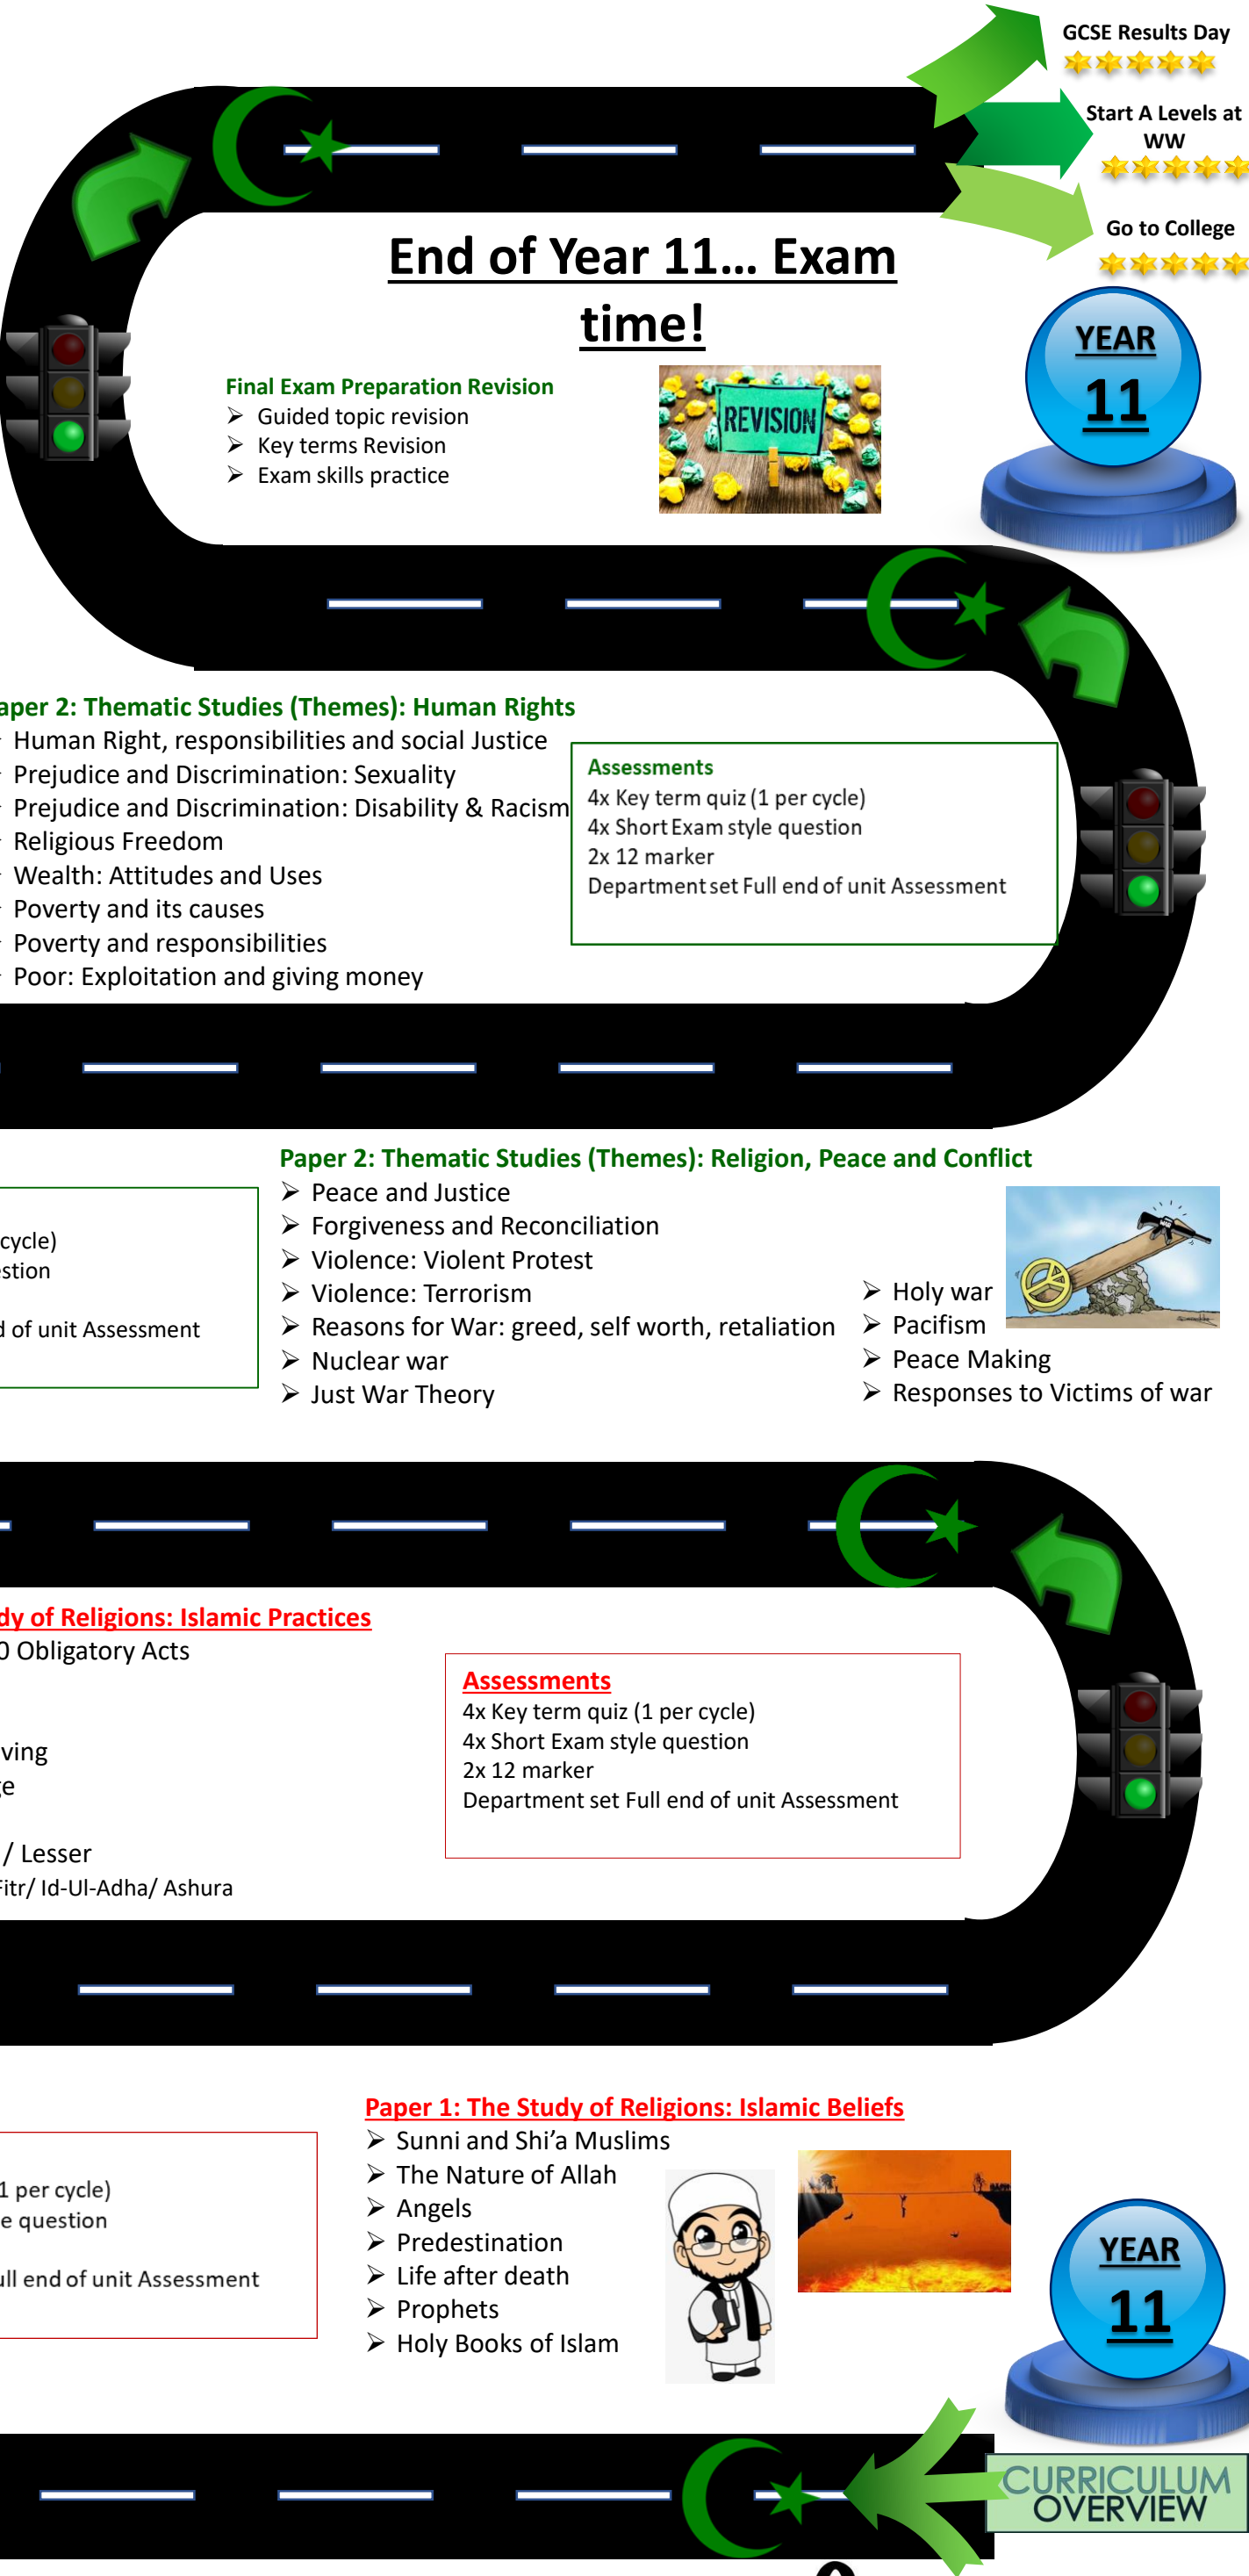 GCSE Results Day
Start A Levels at
WW
Go to College
End of Year 11... Exam
time!
YEAR
11
Final Exam Preparation Revision
Guided topic revision
Key terms Revision
Exam skills practice
REVISION
Paper 2: Thematic Studies (Themes): Human Rights
Human Right, responsibilities and social Justice
Prejudice and Discrimination: Sexuality
Prejudice and Discrimination: Disability & Racism
Religious Freedom
Wealth: Attitudes and Uses
Poverty and its causes
Poverty and responsibilities
Poor: Exploitation and giving money
Assessments
4x Key term quiz (1 per cycle)
4x Short Exam style question
2x 12 marker
Department set Full end of unit Assessment
cycle)
of unit Assessment
Paper 2: Thematic Studies (Themes): Religion, Peace and Conflict
Peace and Justice
Forgiveness and Reconciliation
Violence: Violent Protest
Violence: Terrorism
Reasons for War: greed, self worth, retaliation
Nuclear war
Just War Theory
Holy war
Pacifism
Peace Making
Responses to Victims of war
of Religions: Islamic Practices
Obligatory Acts
/ Lesser
Fitr/ Id-Ul-Adha/ Ashura
Assessments
4x Key term quiz (1 per cycle)
4x Short Exam style question
2x 12 marker
Department set Full end of unit Assessment
1 per cycle)
question
end of unit Assessment
Paper 1: The Study of Religions: Islamic Beliefs
Sunni and Shi’a Muslims
The Nature of Allah
Angels
Predestination
Life after death
Prophets
Holy Books of Islam
YEAR
11
CURRICULUM
OVERVIEW